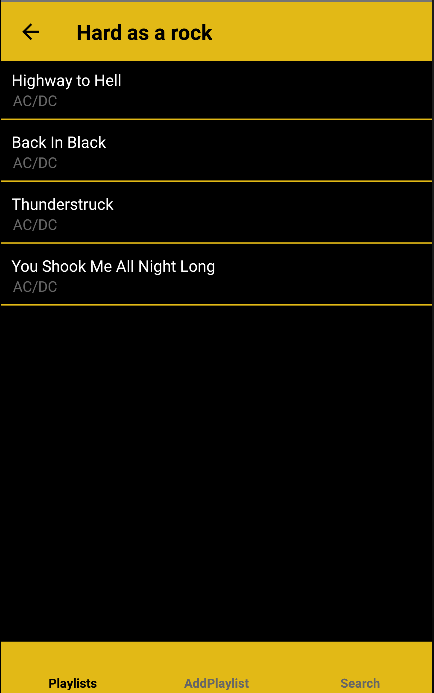 Hard as a rock
Highway to Hell
AC/DC
Back In Black
AC/DC
Thunderstruck
AC/DC
You Shook Me All Night Long
AC/DC
Playlists AddPlaylist Search